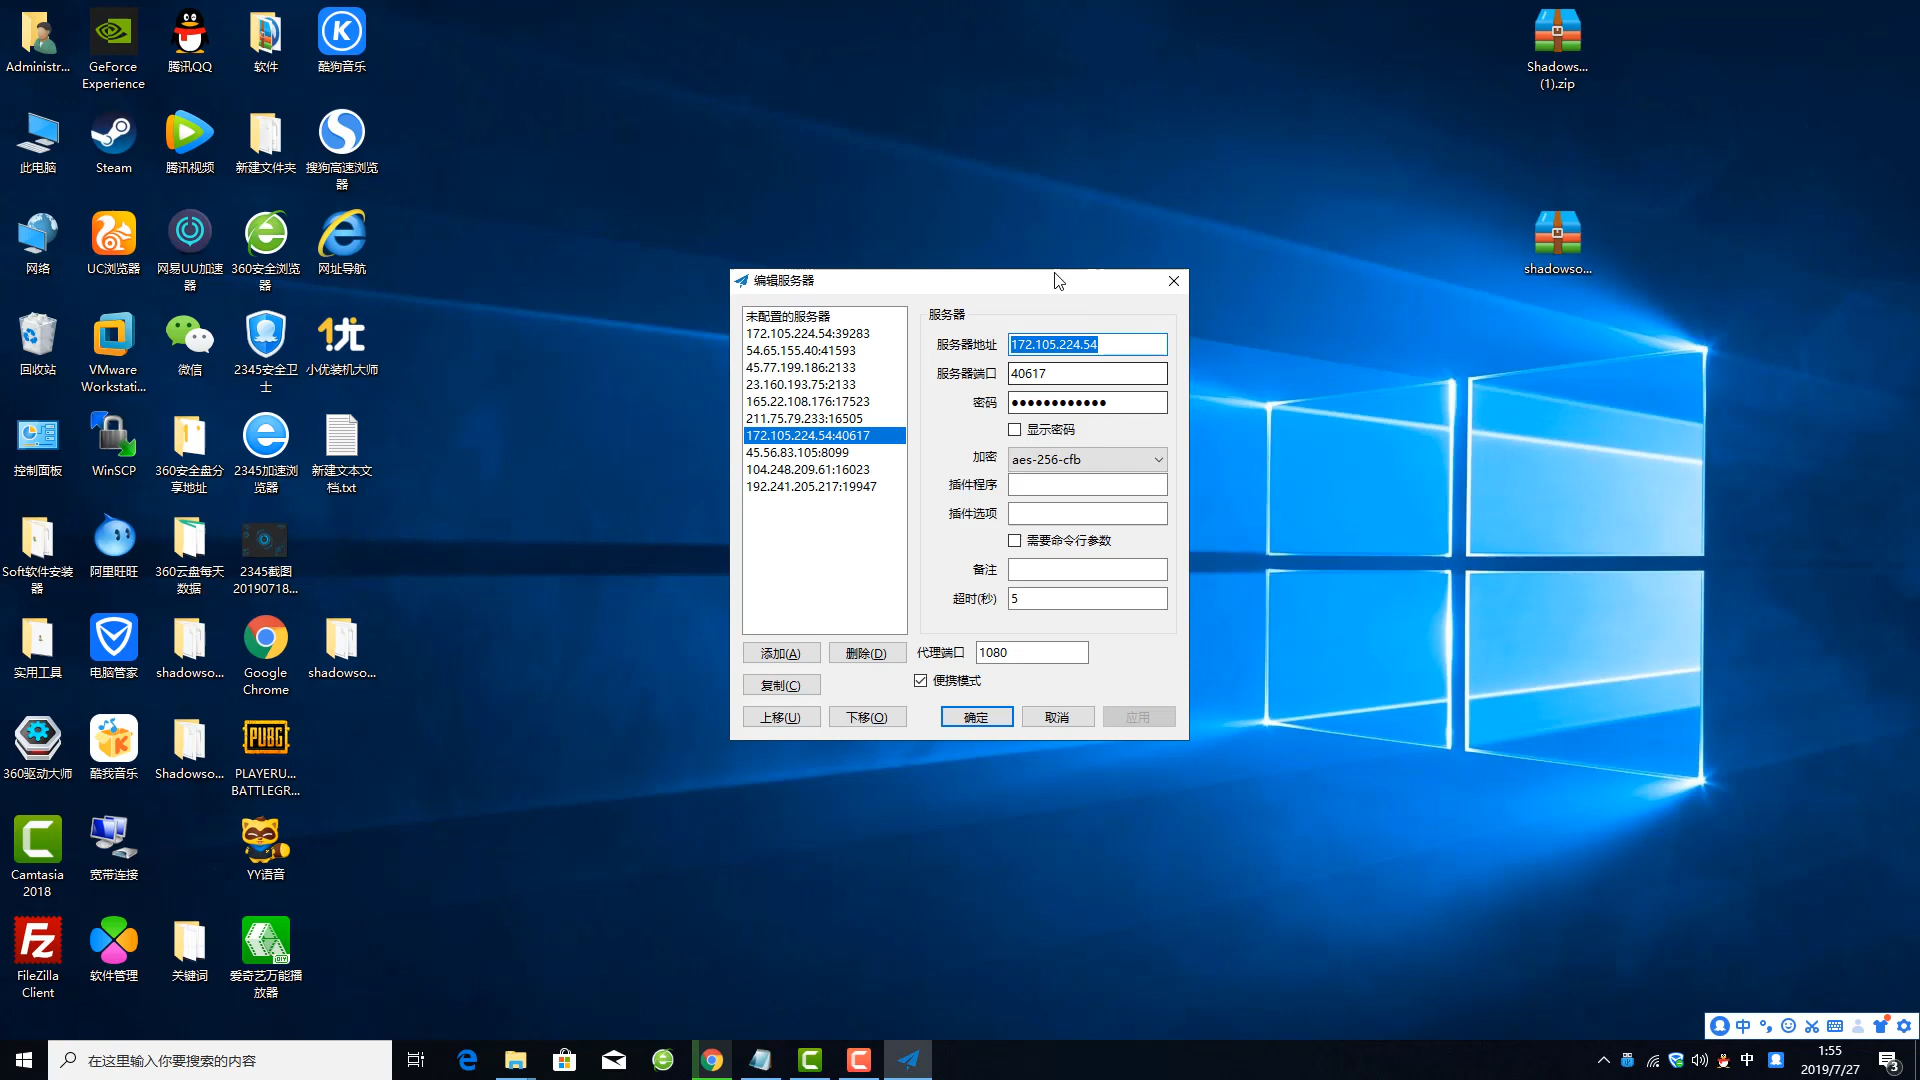 Administr...
GeForce
Experience
腾讯QQ
软件
酷狗音乐
此电脑
Steam
腾讯视频
新建文件夹
搜狗高速浏览
器
网络
UC浏览器
网易UU加速
器
360安全浏览
器
网址导航
回收站
VMware
Workstati...
微信
2345安全卫
士
小优装机大师
控制面板
WinSCP
360安全盘分
享地址
2345加速浏
览器
新建文本文
档.txt
Soft软件安装
器
阿里旺旺
360云盘每天
数据
2345截图
20190718...
实用工具
电脑管家
shadowso...
Google
Chrome
shadowso...
360驱动大师
酷我音乐
Shadowso...
PUBG
PLAYERU...
BATTLEGR...
Camtasia
2018
宽带连接
YY语音
FileZilla
Client
软件管理
关键词
爱奇艺万能播
放器
Shadows...
(1).zip
shadowso...
编辑服务器
未配置的服务器
172.105.224.54:39283
54.65.155.40:41593
45.77.199.186:2133
23.160.193.75:2133
165.22.108.176:17523
211.75.79.233:16505
172.105.224.54:40617
45.56.83.105:8099
104.248.209.61:16023
192.241.205.217:19947
服务器
服务器地址 172.105.224.54
服务器端口 40617
密码 ●●●●●●●●●●●●
显示密码
加密 aes-256-cfb
插件程序
插件选项
需要命令行参数
备注
超时(秒) 5
添加(A) 删除(D) 代理端口 1080
复制(C) 便携模式
上移(U) 下移(O) 确定 取消 应用
中
在这里输入你要搜索的内容
中
1:55
2019/7/27
3